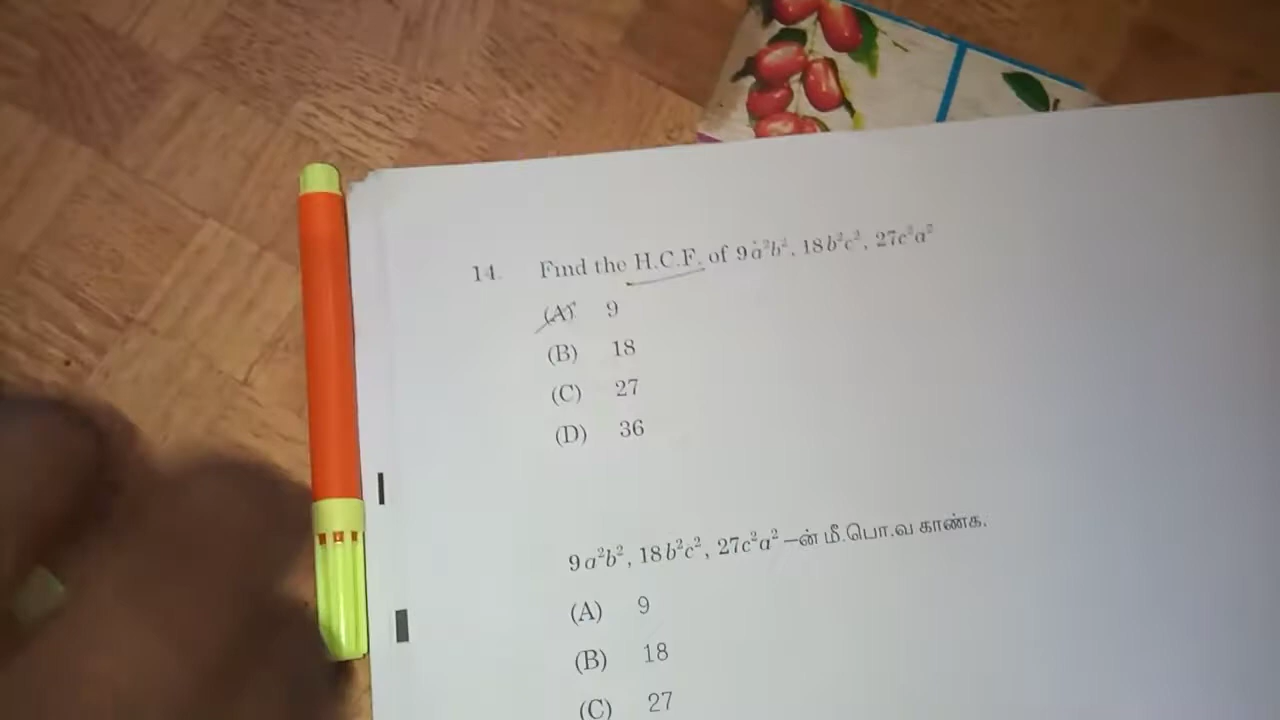 14. Find the H.C.F. of 9a²b², 18b²c², 27c²a²
(A) 9
(B) 18
(C) 27
(D) 36
9a²b², 18b²c², 27c²a² –ன் மீ.பொ.வ காண்க.
(A) 9
(B) 18
(C) 27